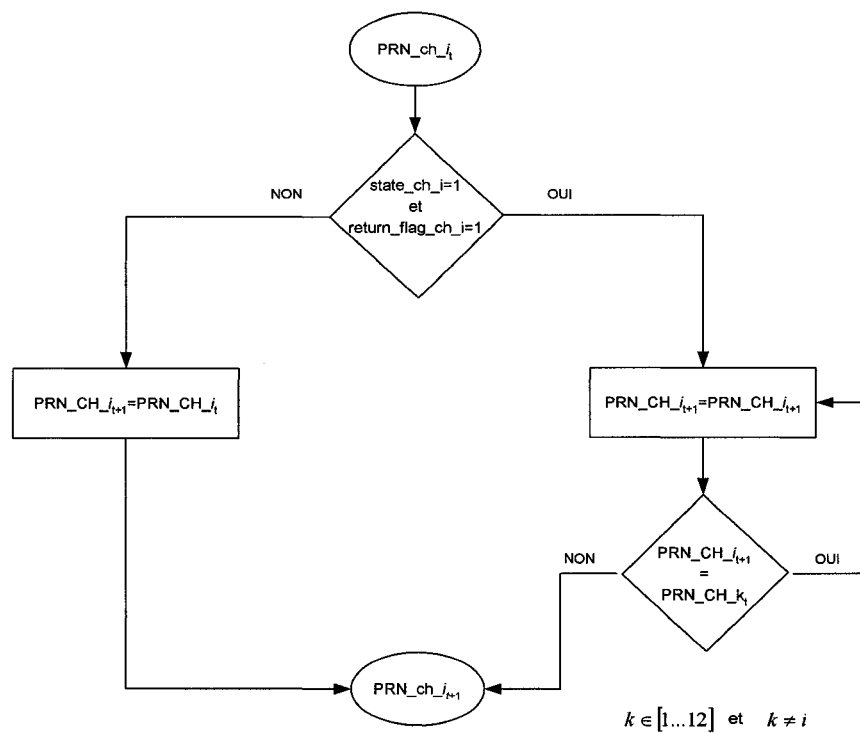 PRN_ch_iₜ
state_ch_i=1
et
return_flag_ch_i=1
NON
OUI
PRN_CH_iₜ₊₁=PRN_CH_iₜ
PRN_CH_iₜ₊₁=PRN_CH_iₜ₊₁
PRN_CH_iₜ₊₁
=
PRN_CH_kₜ
NON
OUI
PRN_ch_iₜ₊₁
k ∈ [1...12] et k ≠ i